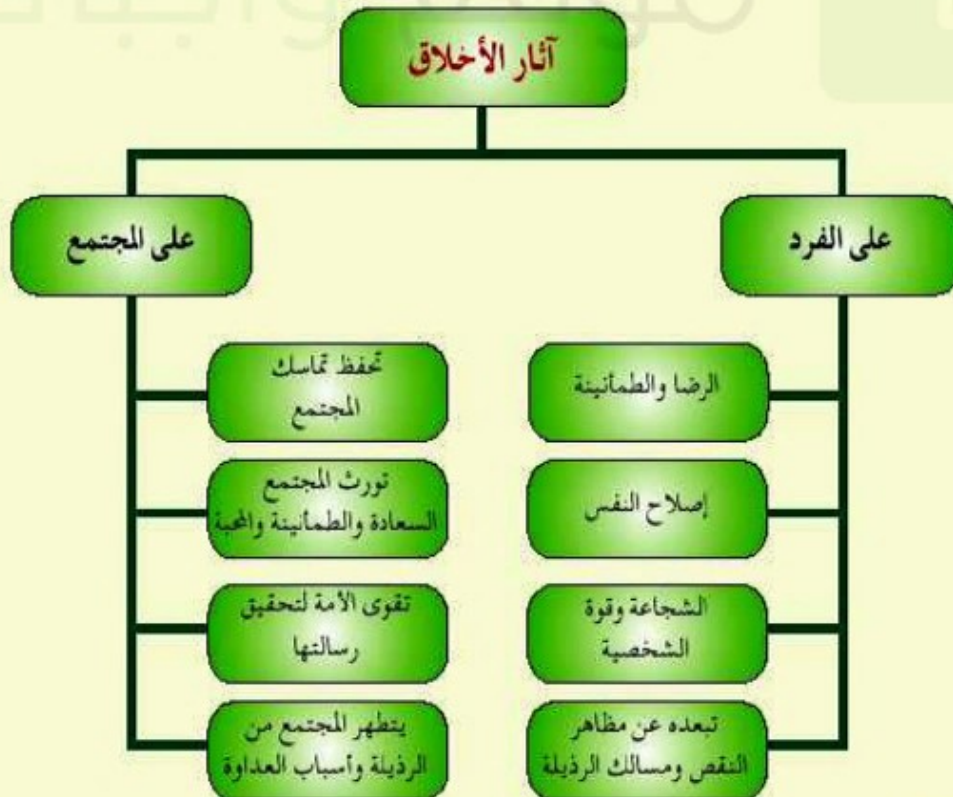 آثار الأخلاق
على الفرد
على المجتمع
الرضا والطمأنينة
إصلاح النفس
الشجاعة وقوة
الشخصية
تبعده عن مظاهر
النقص ومسالك الرذيلة
تحفظ تماسك
المجتمع
تورث المجتمع
السعادة والطمأنينة والمحبة
تقوى الأمة لتحقيق
رسالتها
يتطهر المجتمع من
الرذيلة وأسباب العداوة